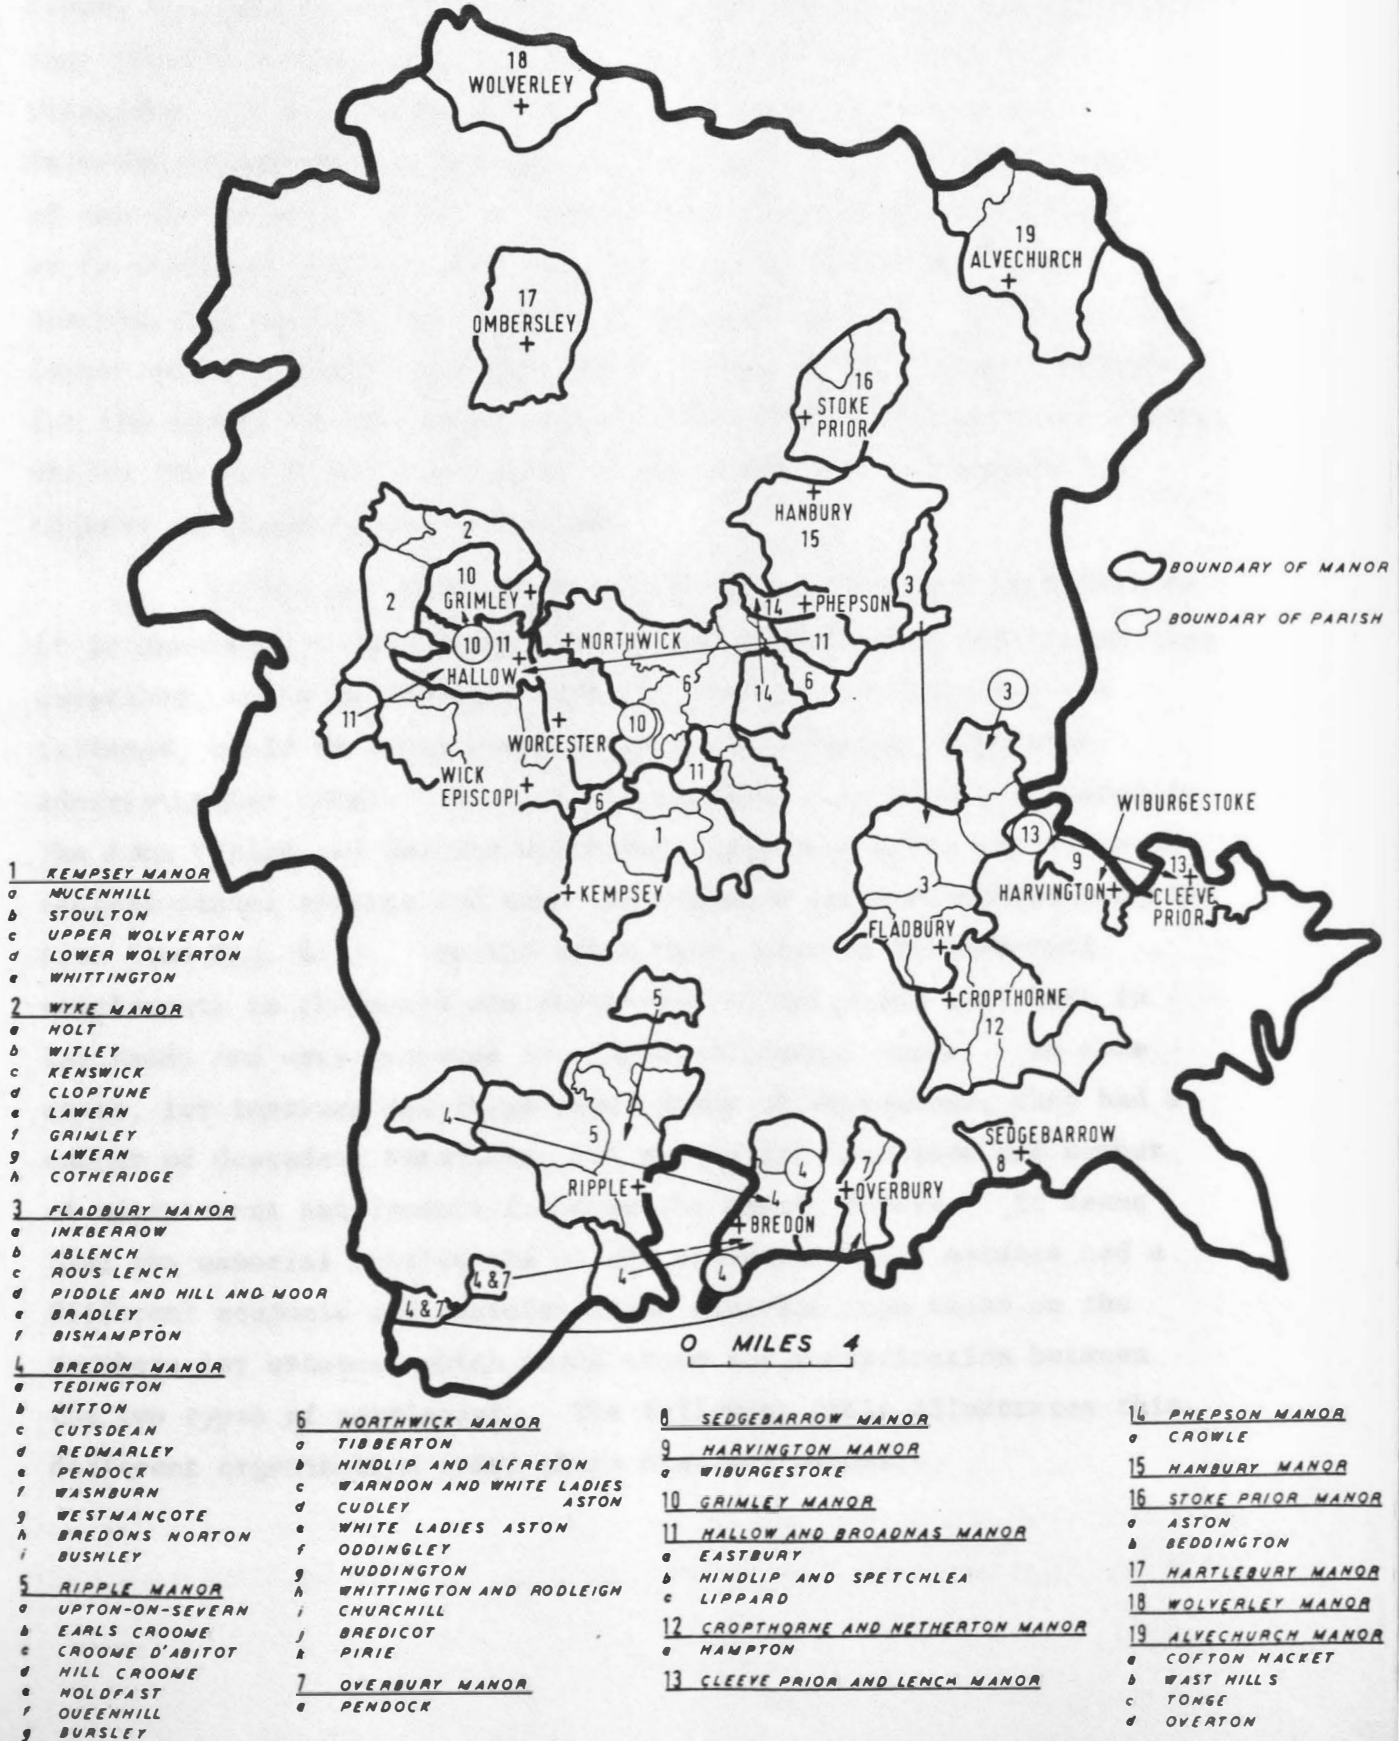 18
WOLVERLEY
19
ALVECHURCH
17
OMBERSLEY
16
STOKE
PRIOR
HANBURY
15
2
3
BOUNDARY OF MANOR
10
GRIMLEY
2
14
PHEPSON
BOUNDARY OF PARISH
10
11
NORTHWICK
11
HALLOW
6
14
6
3
11
10
WORCESTER
11
WICK
EPISCOPI
6
WIBURGESTOKE
1
13
9
13
3
HARVINGTON
CLEEVE
PRIOR
KEMPSEY
FLADBURY
CROPTHORNE
12
5
4
5
SEDGEBARROW
8
4
7
RIPPLE
4
OVERBURY
BREDON
4&7
4
4
4&7
0 MILES 4
1 KEMPSEY MANOR
a MUCENHILL
b STOULTON
c UPPER WOLVERTON
d LOWER WOLVERTON
e WHITTINGTON
2 WYKE MANOR
a HOLT
b WITLEY
c KENSWICK
d CLOPTUNE
e LAWERN
f GRIMLEY
g LAWERN
h COTHERIDGE
3 FLADBURY MANOR
a INKBERROW
b ABLENCH
c ROUS LENCH
d PIDDLE AND HILL AND MOOR
e BRADLEY
f BISHAMPTON
4 BREDON MANOR
a TEDINGTON
b MITTON
c CUTSDEAN
d REDMARLEY
e PENDOCK
f WASHBURN
g WESTMANCOTE
h BREDONS NORTON
i BUSHLEY
5 RIPPLE MANOR
a UPTON-ON-SEVERN
b EARLS CROOME
c CROOME D'ABITOT
d HILL CROOME
e HOLDFAST
f QUEENHILL
g BURSLEY
6 NORTHWICK MANOR
a TIBBERTON
b HINDLIP AND ALFRETON
c WARNDON AND WHITE LADIES
ASTON
d CUDLEY
e WHITE LADIES ASTON
f ODDINGLEY
g HUDDINGTON
h WHITTINGTON AND RODLEIGH
i CHURCHILL
j BREDICOT
k PIRIE
7 OVERBURY MANOR
a PENDOCK
8 SEDGEBARROW MANOR
9 HARVINGTON MANOR
a WIBURGESTOKE
10 GRIMLEY MANOR
11 HALLOW AND BROADNAS MANOR
a EASTBURY
b HINDLIP AND SPETCHLEA
c LIPPARD
12 CROPTHORNE AND NETHERTON MANOR
a HAMPTON
13 CLEEVE PRIOR AND LENCH MANOR
14 PHEPSON MANOR
a CROWLE
15 HANBURY MANOR
16 STOKE PRIOR MANOR
a ASTON
b BEDDINGTON
17 HARTLEBURY MANOR
18 WOLVERLEY MANOR
19 ALVECHURCH MANOR
a COFTON HACKET
b WAST HILLS
c TONGE
d OVERTON